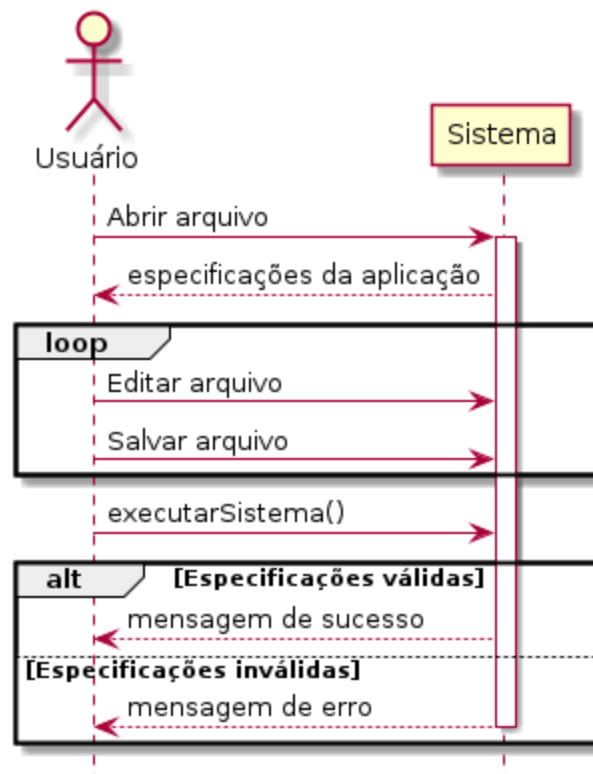 Usuário
Sistema
Abrir arquivo
especificações da aplicação
loop
Editar arquivo
Salvar arquivo
executarSistema()
alt [Especificações válidas]
mensagem de sucesso
[Especificações inválidas]
mensagem de erro